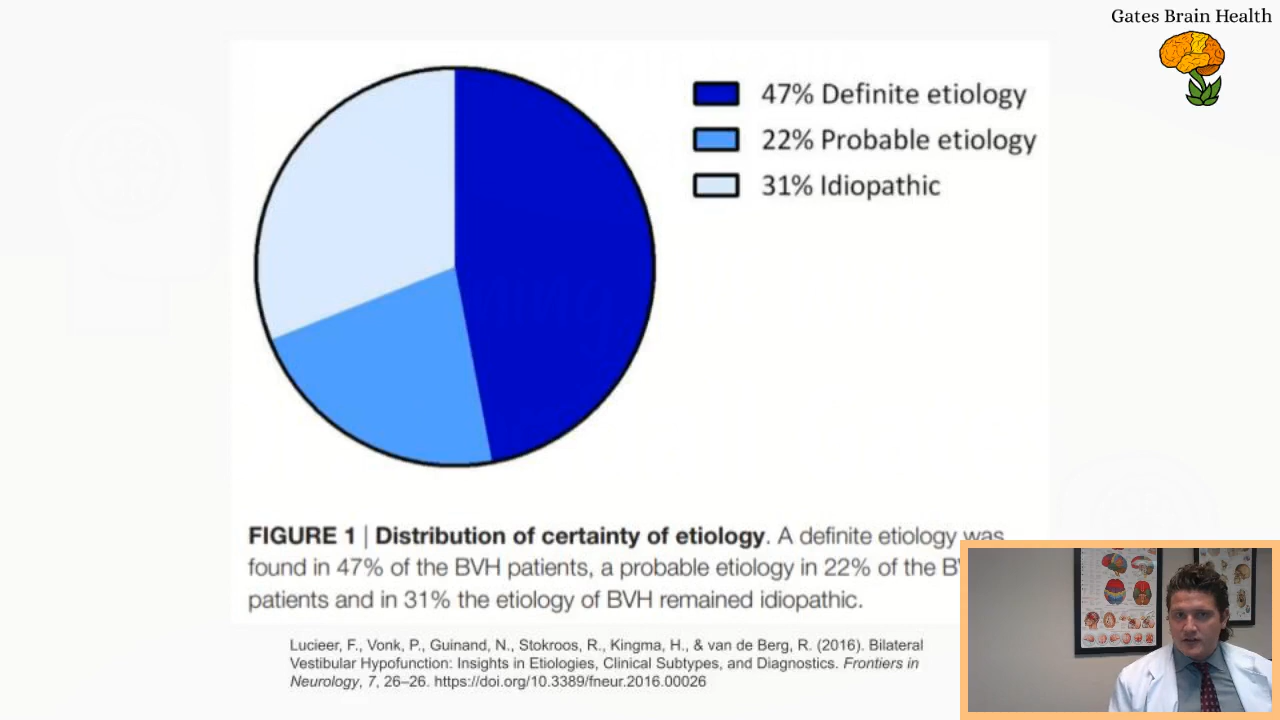 Gates Brain Health
47% Definite etiology
22% Probable etiology
31% Idiopathic
FIGURE 1 | Distribution of certainty of etiology. A definite etiology was
found in 47% of the BVH patients, a probable etiology in 22% of the
patients and in 31% the etiology of BVH remained idiopathic.
Lucieer, F., Vonk, P., Guinand, N., Stokroos, R., Kingma, H., & van de Berg, R. (2016). Bilateral
Vestibular Hypofunction: Insights in Etiologies, Clinical Subtypes, and Diagnostics. Frontiers in
Neurology, 7, 26–26. https://doi.org/10.3389/fneur.2016.00026